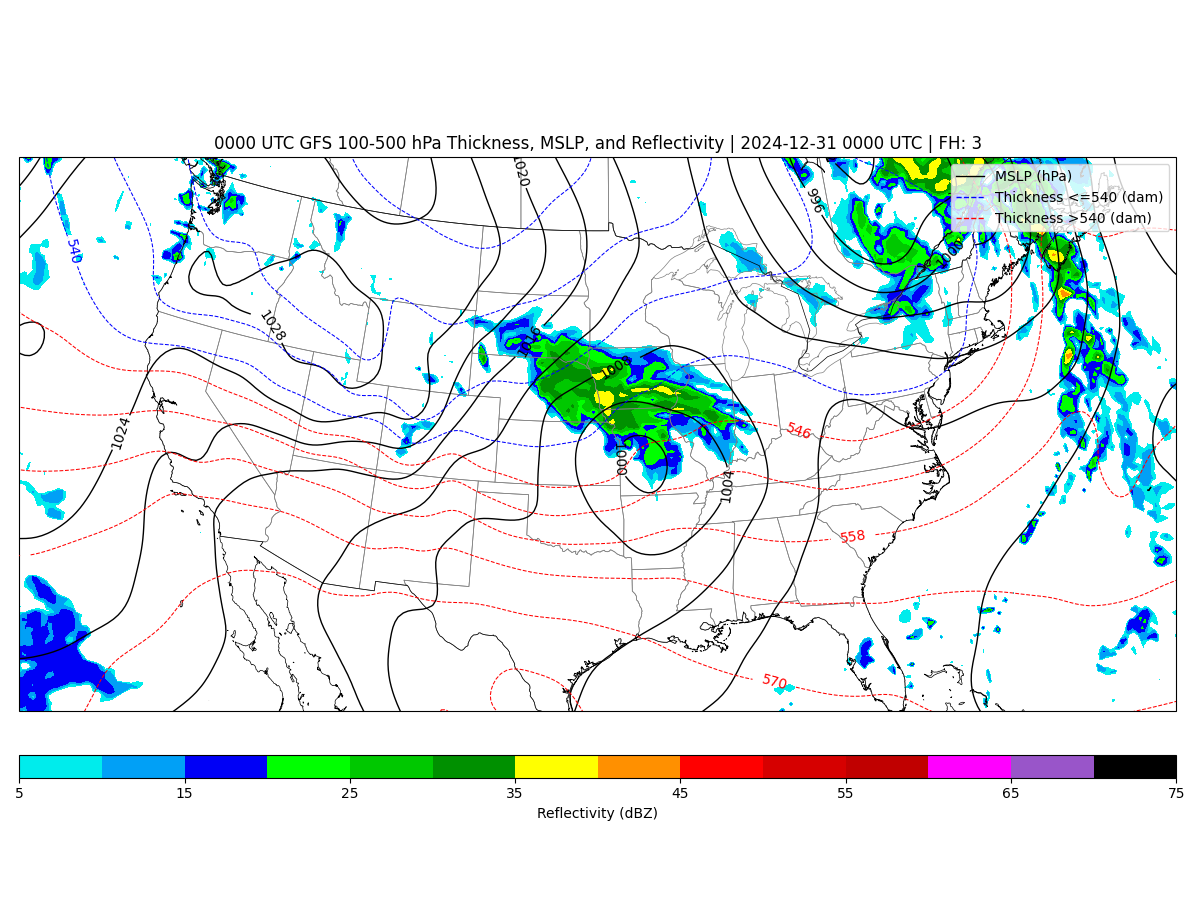 0000 UTC GFS 100-500 hPa Thickness, MSLP, and Reflectivity | 2024-12-31 0000 UTC | FH: 3
MSLP (hPa)
Thickness <=540 (dam)
Thickness >540 (dam)
1020
996
540
1028
1024
546
1000
1004
558
570
5 15 25 35 45 55 65 75
Reflectivity (dBZ)